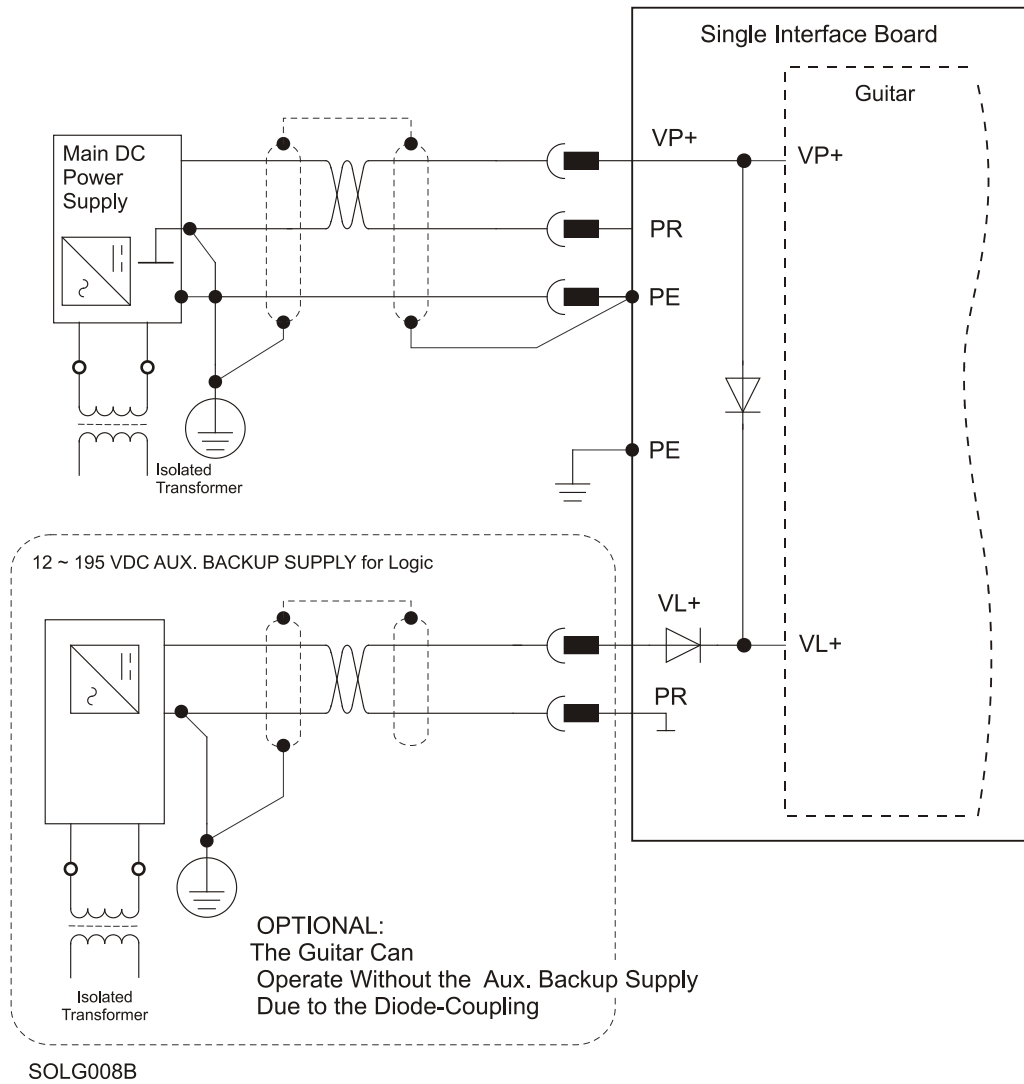 Single Interface Board
Guitar
Main DC
Power
Supply
VP+
VP+
PR
PE
PE
Isolated
Transformer
12 ~ 195 VDC AUX. BACKUP SUPPLY for Logic
VL+
VL+
PR
OPTIONAL:
The Guitar Can
Operate Without the Aux. Backup Supply
Due to the Diode-Coupling
Isolated
Transformer
SOLG008B